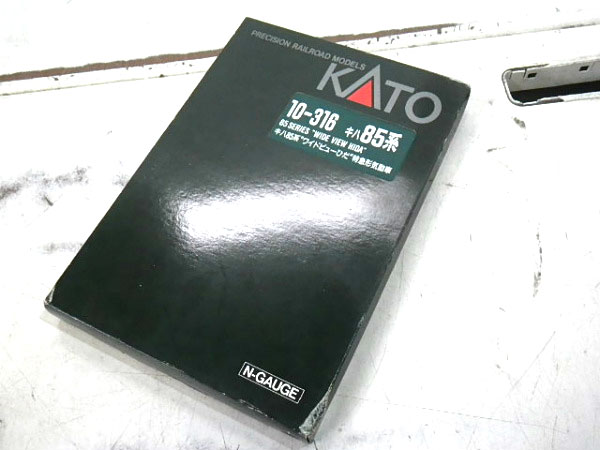 PRECISION RAILROAD MODELS
KATO
10-316 キハ85系
85 SERIES "WIDE VIEW HIDA"
キハ85系"ワイドビューひだ"特急形気動車
N-GAUGE